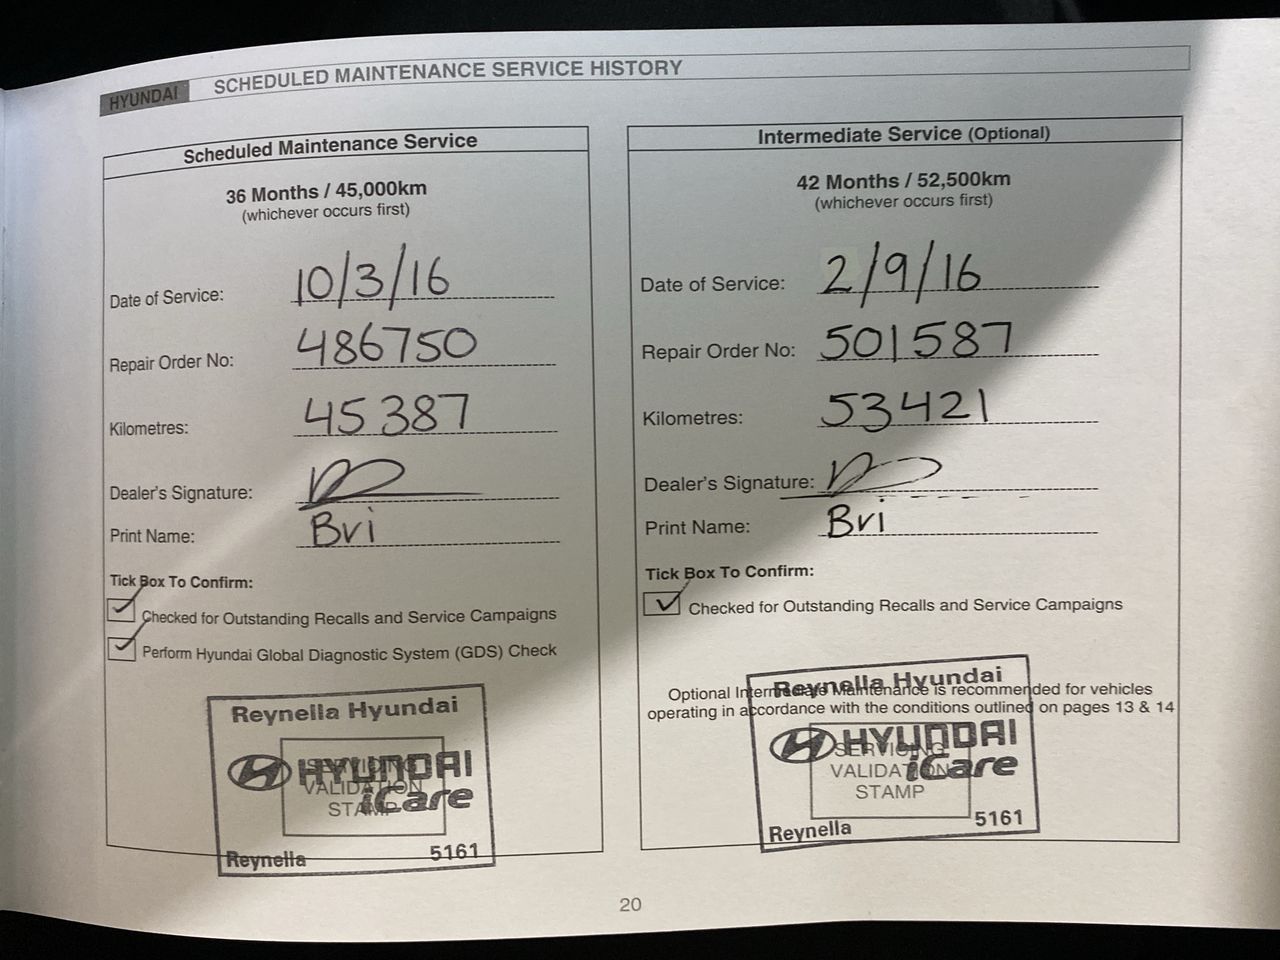 HYUNDAI SCHEDULED MAINTENANCE SERVICE HISTORY
Scheduled Maintenance Service
36 Months / 45,000km
(whichever occurs first)
Date of Service: 10/3/16
Repair Order No: 486750
Kilometres: 45387
Dealer's Signature:
Print Name: Bri
Tick Box To Confirm:
Checked for Outstanding Recalls and Service Campaigns
Perform Hyundai Global Diagnostic System (GDS) Check
Reynella Hyundai
HYUNDAI
iCare
SERVICING
VALIDATION
STAMP
Reynella 5161
Intermediate Service (Optional)
42 Months / 52,500km
(whichever occurs first)
Date of Service: 2/9/16
Repair Order No: 501587
Kilometres: 53421
Dealer's Signature:
Print Name: Bri
Tick Box To Confirm:
Checked for Outstanding Recalls and Service Campaigns
Reynella Hyundai
Optional Intermediate Maintenance is recommended for vehicles
operating in accordance with the conditions outlined on pages 13 & 14
HYUNDAI
iCare
SERVICING
VALIDATION
STAMP
Reynella 5161
20